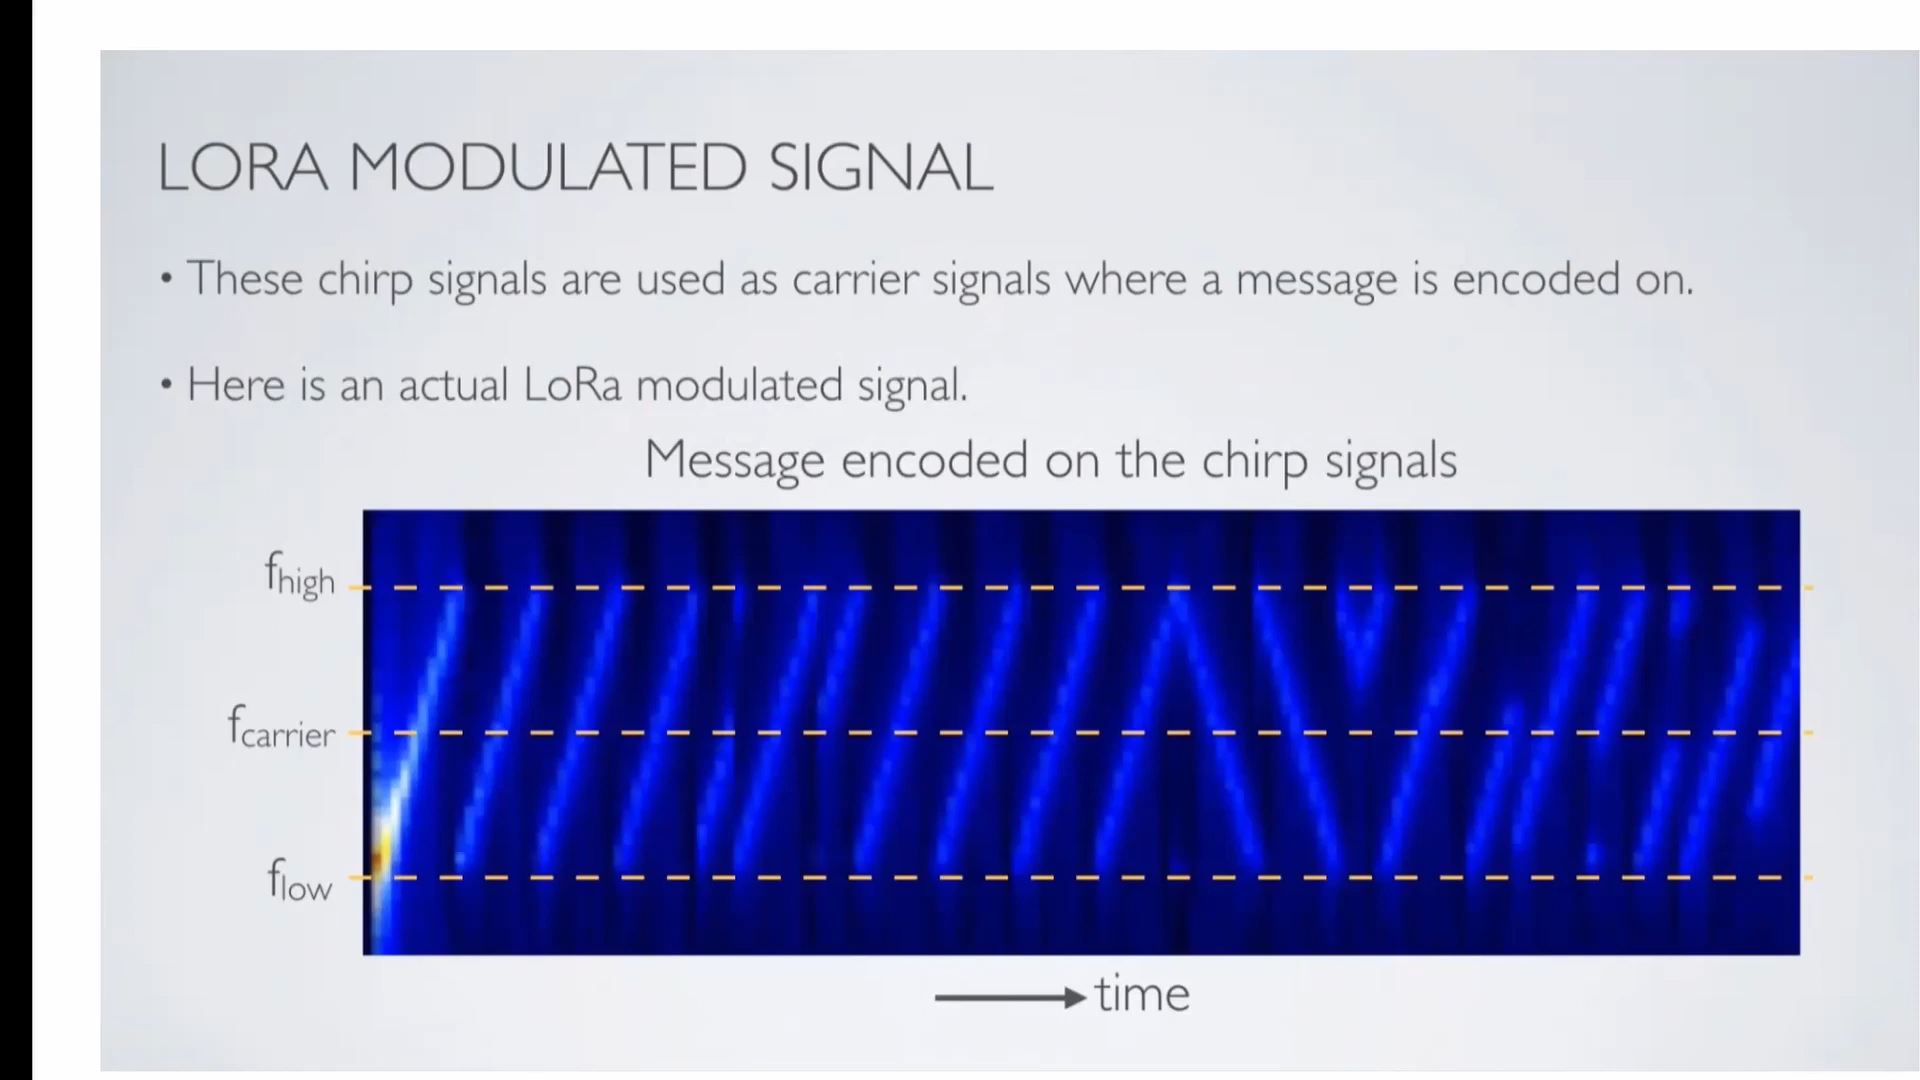 LORA MODULATED SIGNAL
• These chirp signals are used as carrier signals where a message is encoded on.
• Here is an actual LoRa modulated signal.
Message encoded on the chirp signals
fhigh
fcarrier
flow
time